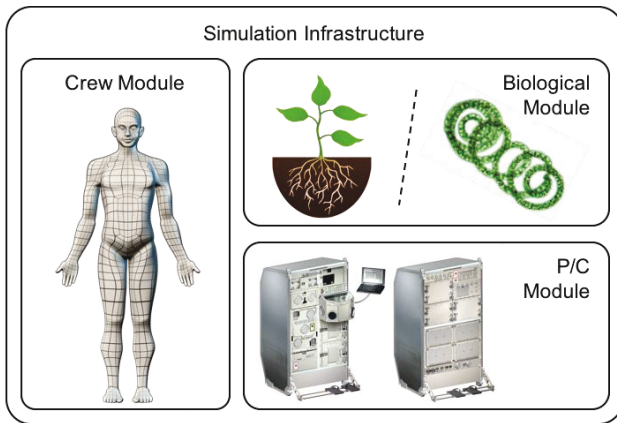 Simulation Infrastructure
Crew Module
Biological
Module
P/C
Module